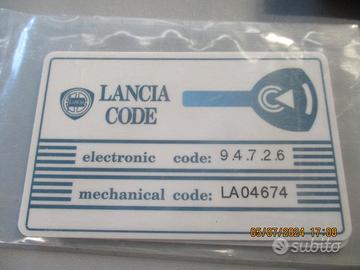 LANCIA
LANCIA
CODE
electronic code: 94726
mechanical code: LA04674
05/07/2024 17:08
subito